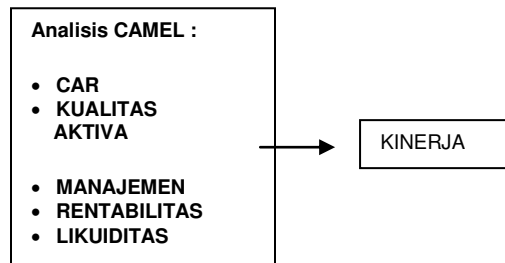 Analisis CAMEL :
• CAR
• KUALITAS
AKTIVA
• MANAJEMEN
• RENTABILITAS
• LIKUIDITAS
KINERJA